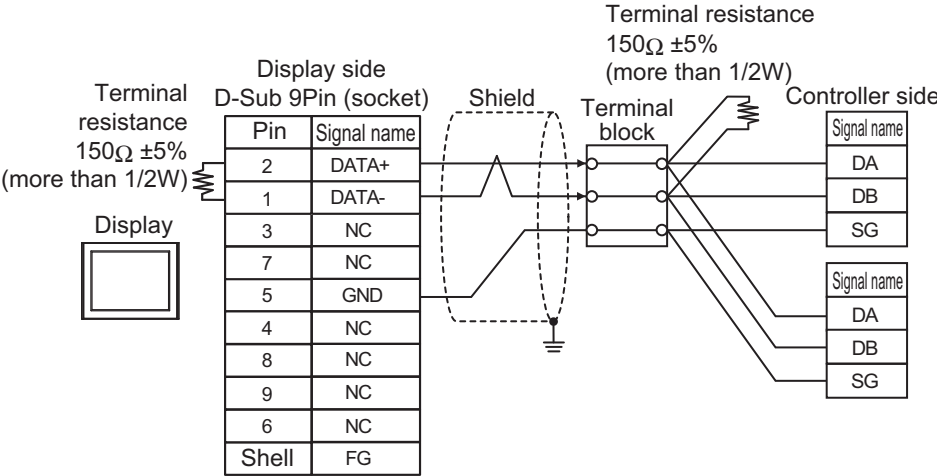 Terminal resistance
150Ω ±5%
(more than 1/2W)
Display side
D-Sub 9Pin (socket)
Terminal
resistance
150Ω ±5%
(more than 1/2W)
Display
Pin Signal name
2 DATA+
1 DATA-
3 NC
7 NC
5 GND
4 NC
8 NC
9 NC
6 NC
Shell FG
Shield
Terminal
block
Controller side
Signal name
DA
DB
SG
Signal name
DA
DB
SG